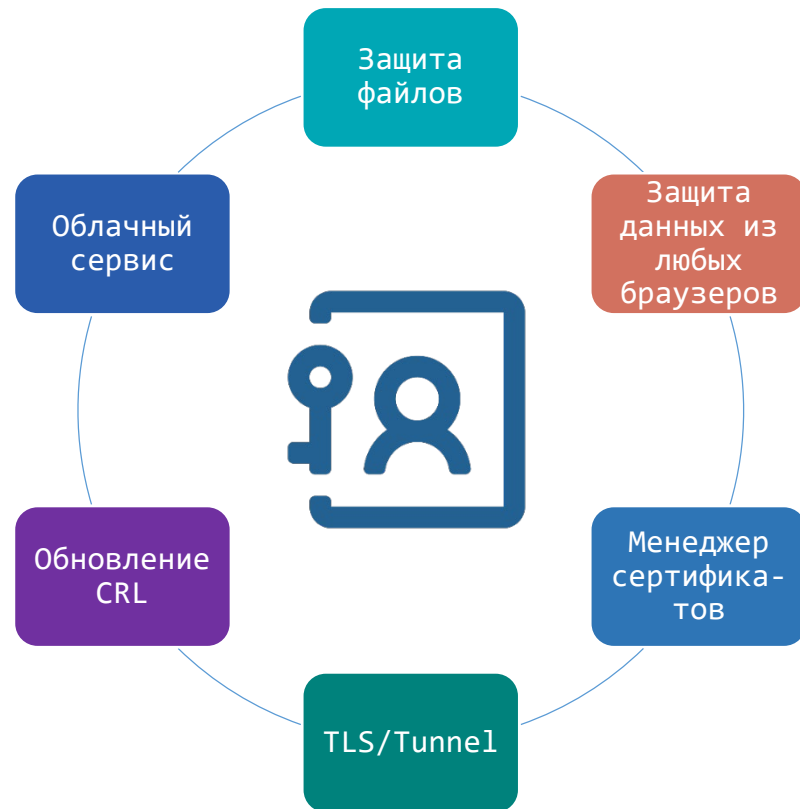 Защита
файлов
Облачный
сервис
Защита
данных из
любых
браузеров
Обновление
CRL
Менеджер
сертифика-
тов
TLS/Tunnel